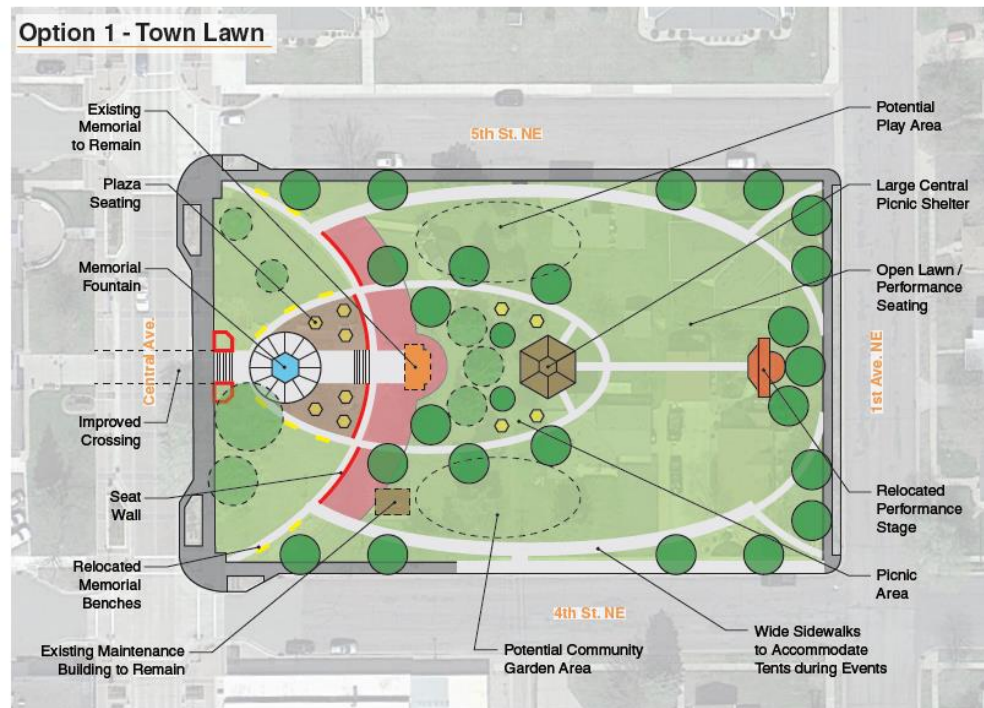 Option 1 - Town Lawn
Existing
Memorial
to Remain
Plaza
Seating
Memorial
Fountain
Central Ave.
Improved
Crossing
Seat
Wall
Relocated
Memorial
Benches
Existing Maintenance
Building to Remain
5th St. NE
4th St. NE
Potential
Play Area
Large Central
Picnic Shelter
Open Lawn /
Performance
Seating
1st Ave. NE
Relocated
Performance
Stage
Picnic
Area
Wide Sidewalks
to Accommodate
Tents during Events
Potential Community
Garden Area